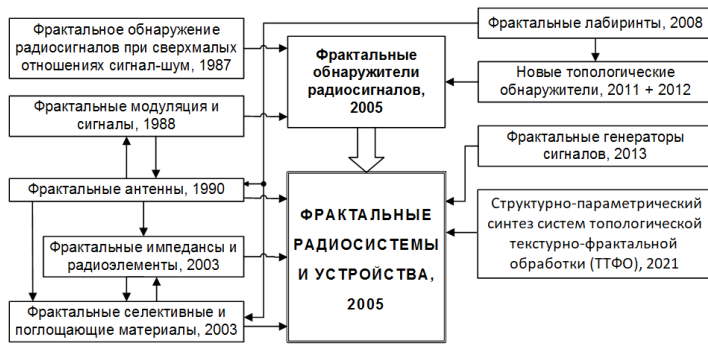 Фрактальное обнаружение
радиосигналов при сверхмалых
отношениях сигнал-шум, 1987
Фрактальные модуляция и
сигналы, 1988
Фрактальные антенны, 1990
Фрактальные импедансы и
радиоэлементы, 2003
Фрактальные селективные и
поглощающие материалы, 2003
Фрактальные
обнаружители
радиосигналов,
2005
ФРАКТАЛЬНЫЕ
РАДИОСИСТЕМЫ
И УСТРОЙСТВА,
2005
Фрактальные лабиринты, 2008
Новые топологические
обнаружители, 2011 + 2012
Фрактальные генераторы
сигналов, 2013
Структурно-параметрический
синтез систем топологической
текстурно-фрактальной
обработки (ТТФО), 2021